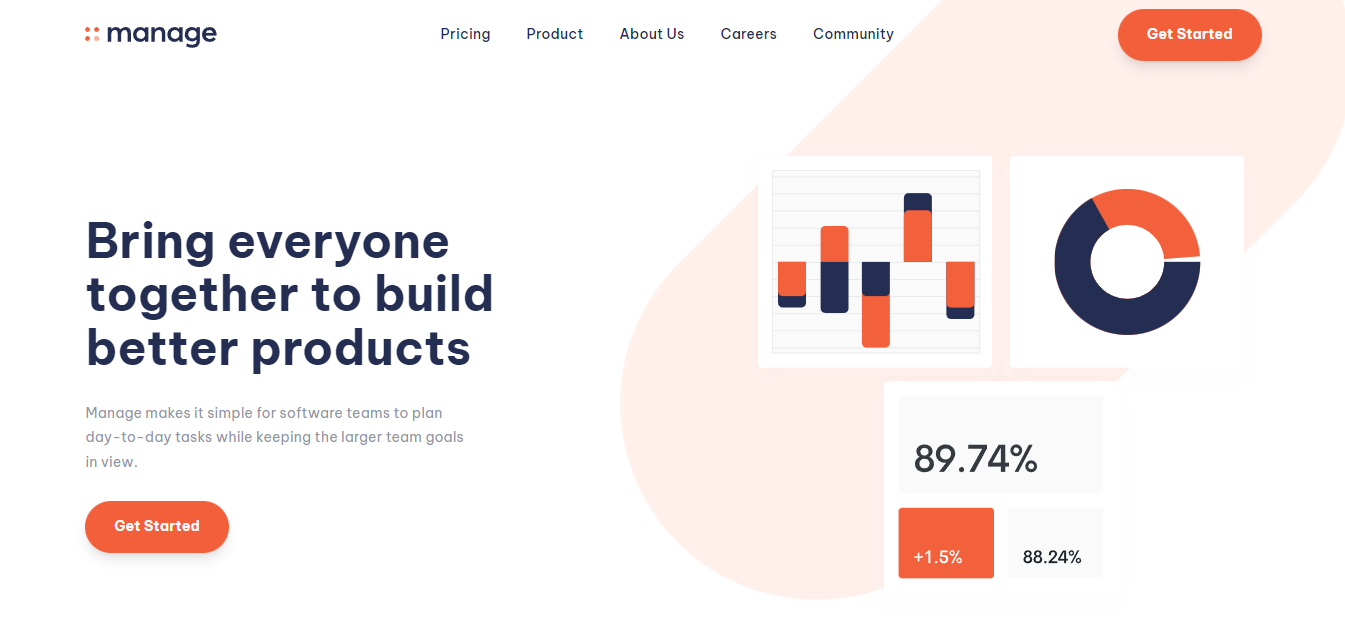 manage
Pricing Product About Us Careers Community
Get Started
Bring everyone
together to build
better products
Manage makes it simple for software teams to plan
day-to-day tasks while keeping the larger team goals
in view.
Get Started
89.74%
+1.5% 88.24%